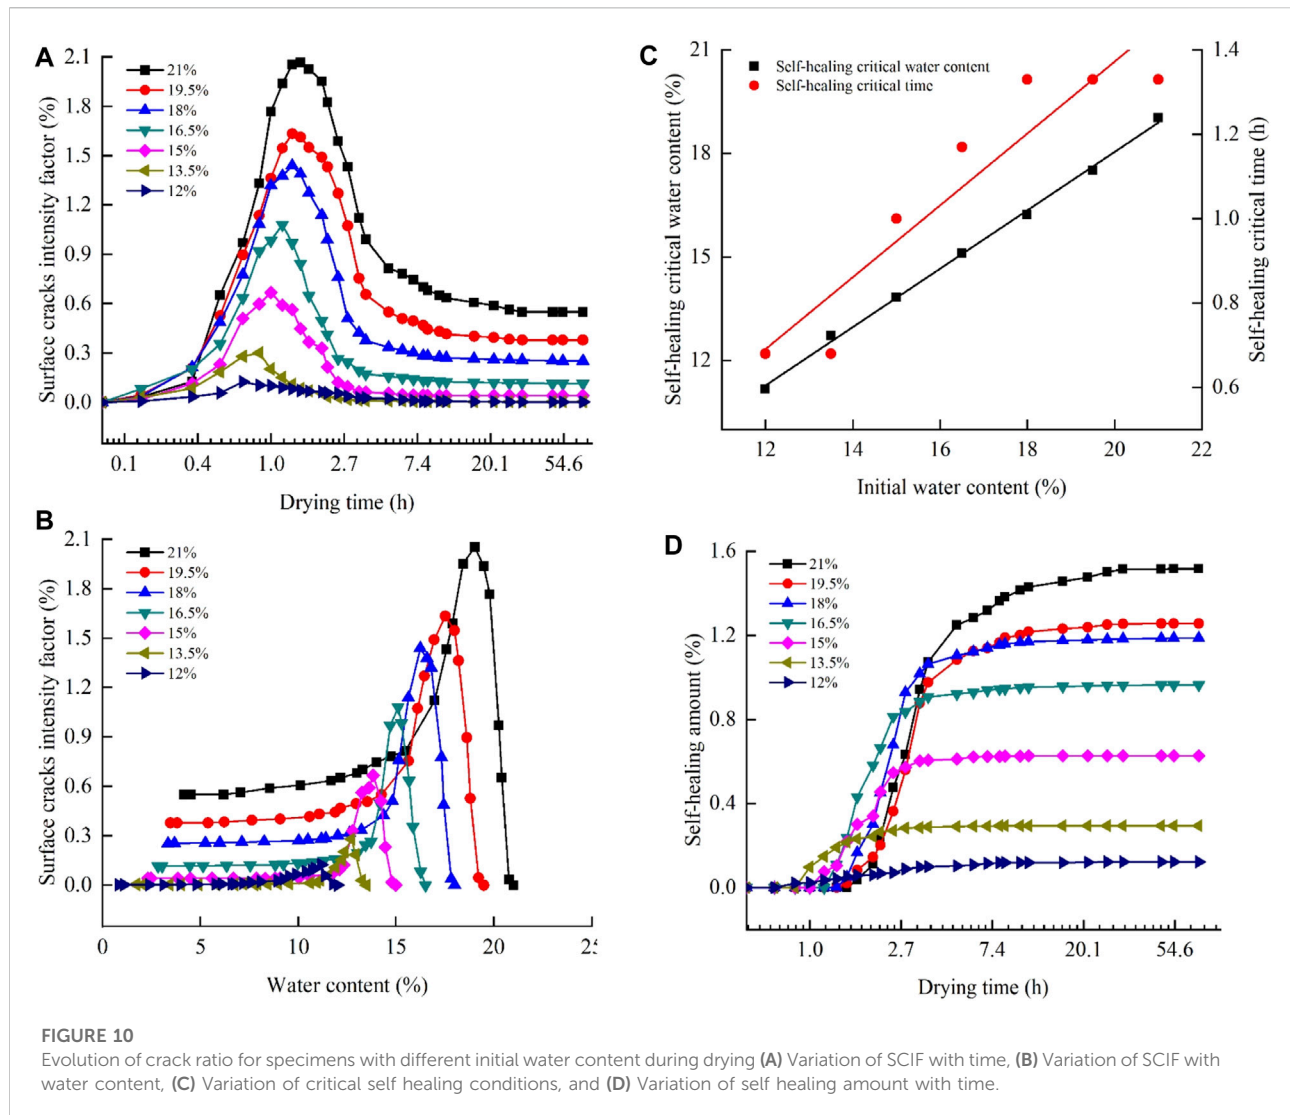 A
Surface cracks intensity factor (%)
2.1
1.8
1.5
1.2
0.9
0.6
0.3
0.0
21%
19.5%
18%
16.5%
15%
13.5%
12%
0.1 0.4 1.0 2.7 7.4 20.1 54.6
Drying time (h)
C
Self-healing critical water content (%)
21
18
15
12
Self-healing critical water content
Self-healing critical time
1.4
1.2
1.0
0.8
0.6
Self-healing critical time (h)
12 14 16 18 20 22
Initial water content (%)
B
Surface cracks intensity factor (%)
2.1
1.8
1.5
1.2
0.9
0.6
0.3
0.0
21%
19.5%
18%
16.5%
15%
13.5%
12%
0 5 10 15 20 25
Water content (%)
D
Self-healing amount (%)
1.6
1.2
0.8
0.4
0.0
21%
19.5%
18%
16.5%
15%
13.5%
12%
1.0 2.7 7.4 20.1 54.6
Drying time (h)
FIGURE 10
Evolution of crack ratio for specimens with different initial water content during drying (A) Variation of SCIF with time, (B) Variation of SCIF with
water content, (C) Variation of critical self healing conditions, and (D) Variation of self healing amount with time.